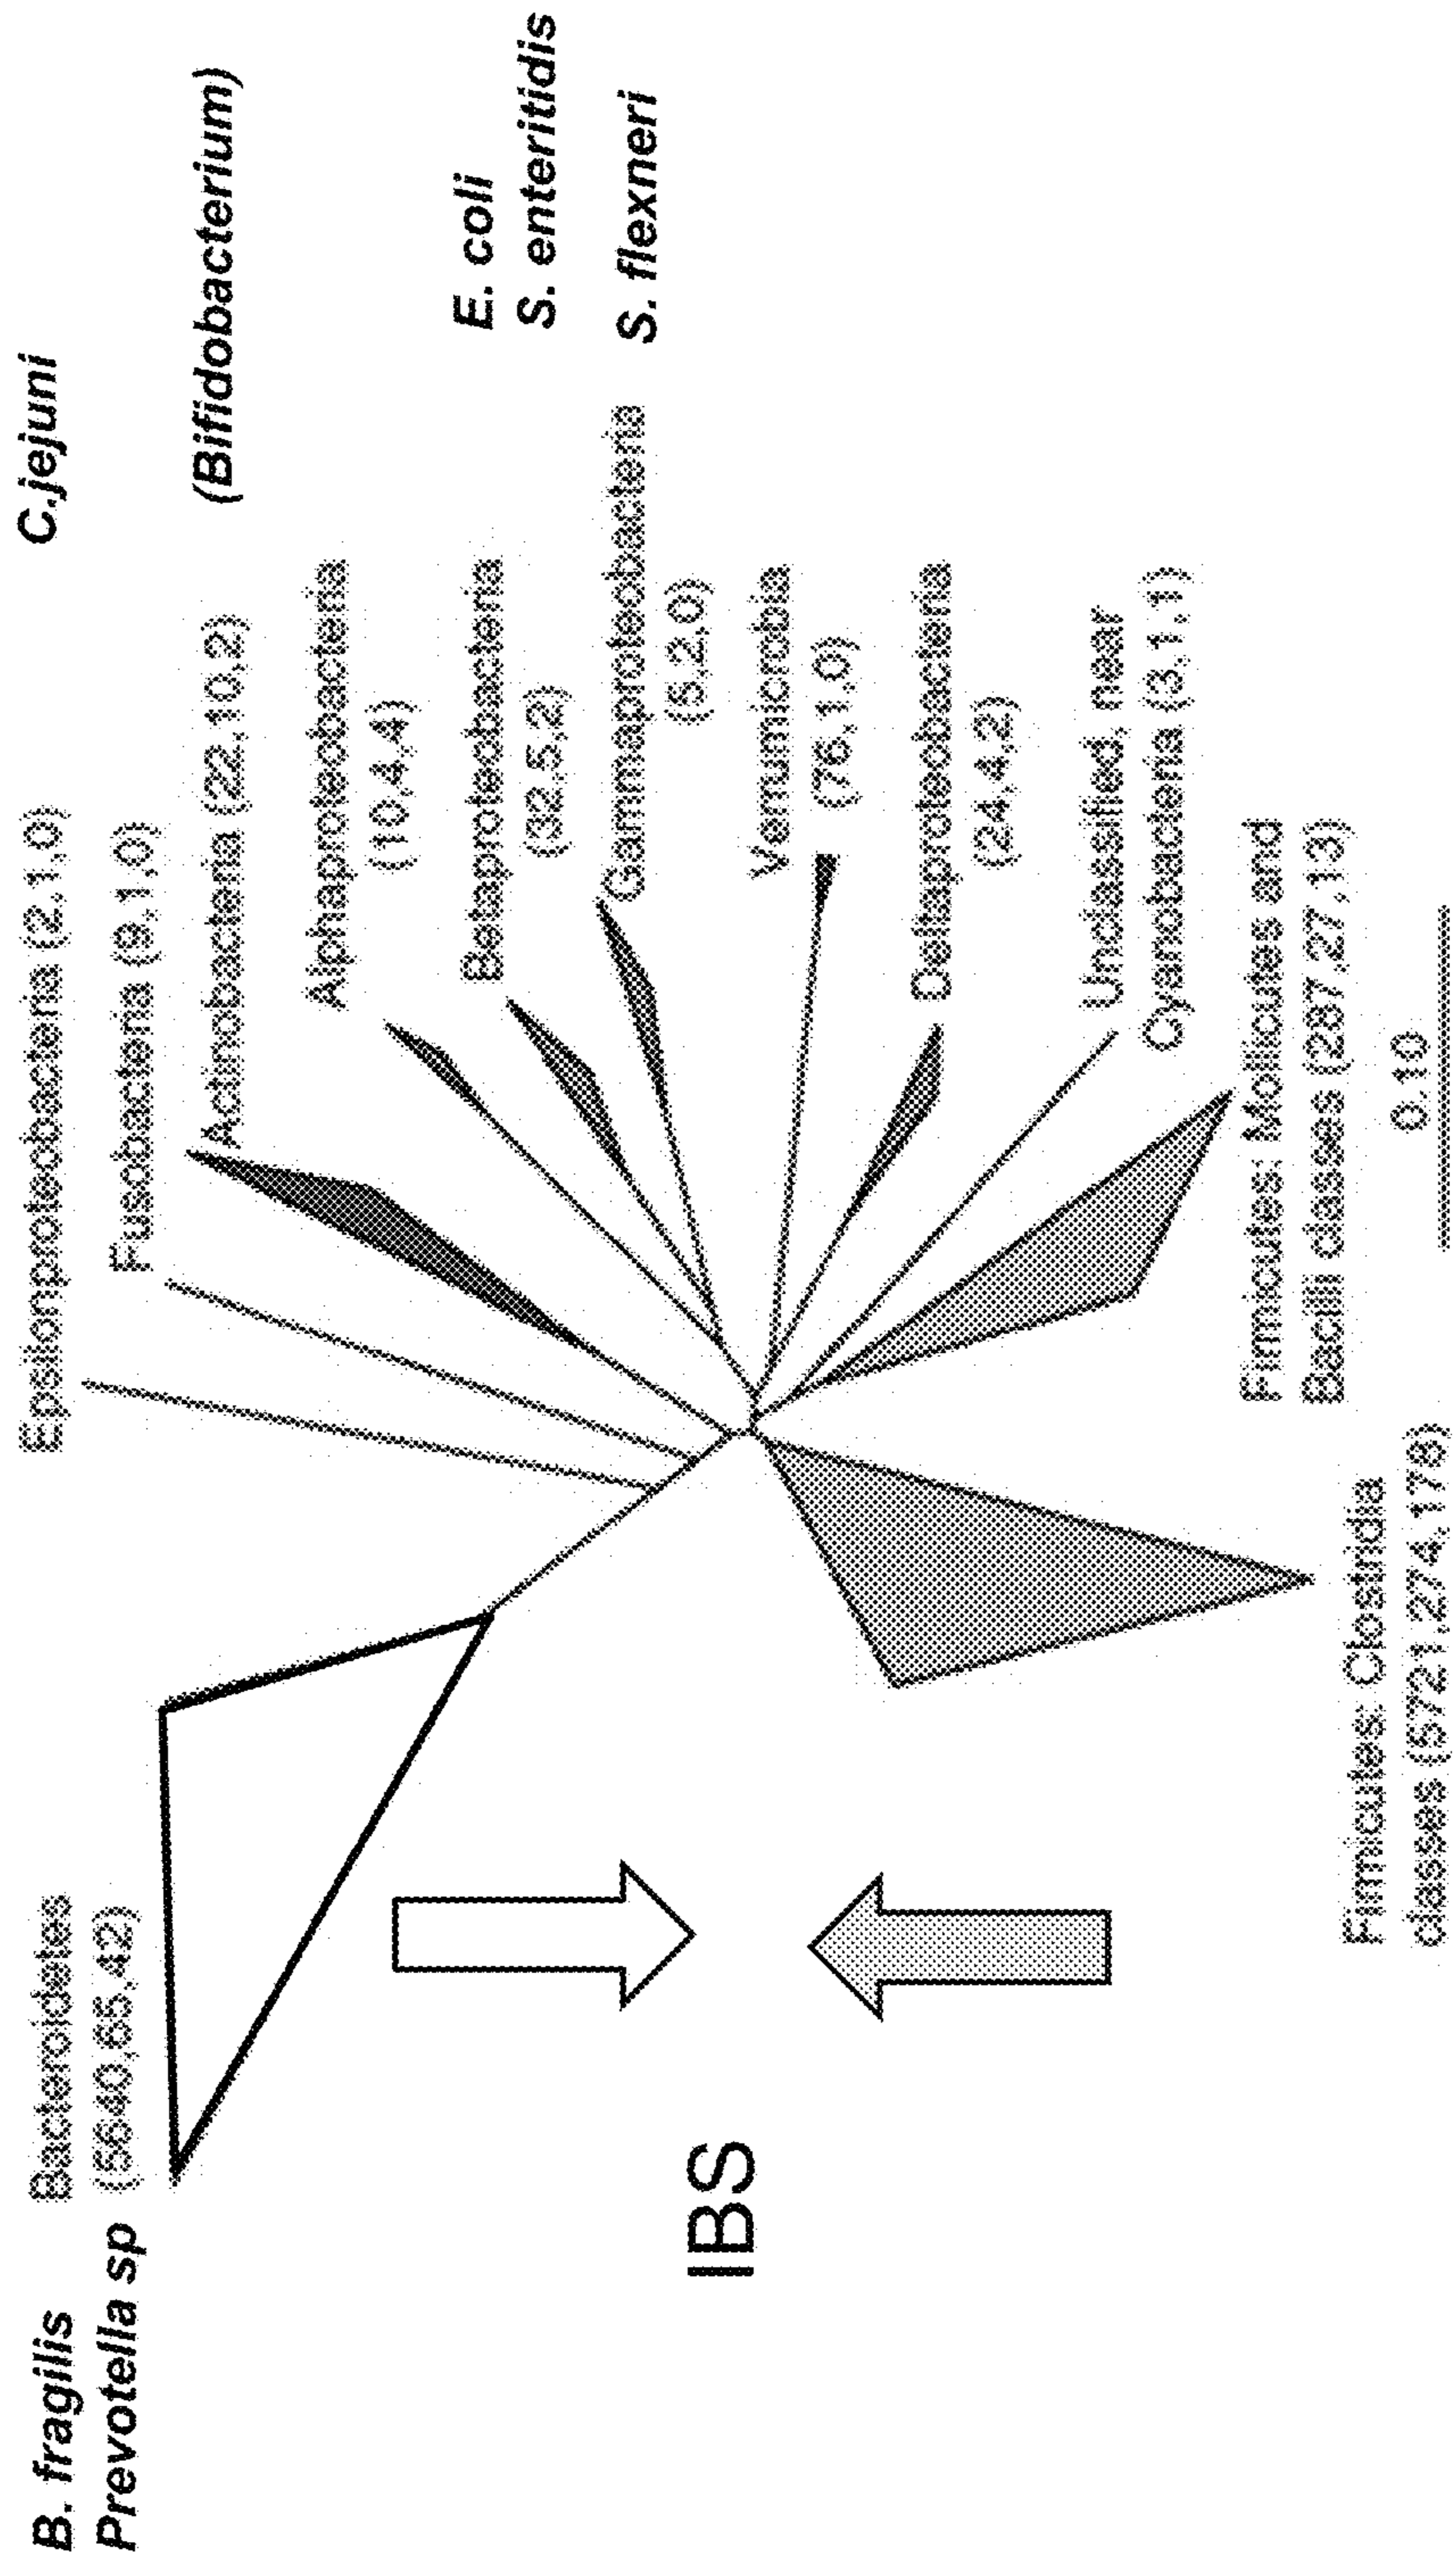 B. fragilis
Prevotella sp
Bacteroidetes
(5640,65,42)
Epsilonproteobacteria (2,1,0)
C.jejuni
Fusobacteria (9,1,0)
Actinobacteria (22,10,2)
(Bifidobacterium)
Alphaproteobacteria
(10,4,4)
Betaproteobacteria
(32,5,2)
E. coli
S. enteritidis
Gammaproteobacteria
(5,2,0)
S. flexneri
Verrumicrobia
(76,1,0)
Deltaproteobacteria
(24,4,2)
Unclassified, near
Cyanobacteria (3,1,1)
Firmicutes: Mollicutes and
Bacilli classes (287,27,13)
0.10
Firmicutes: Clostridia
classes (5721,274,178)
IBS